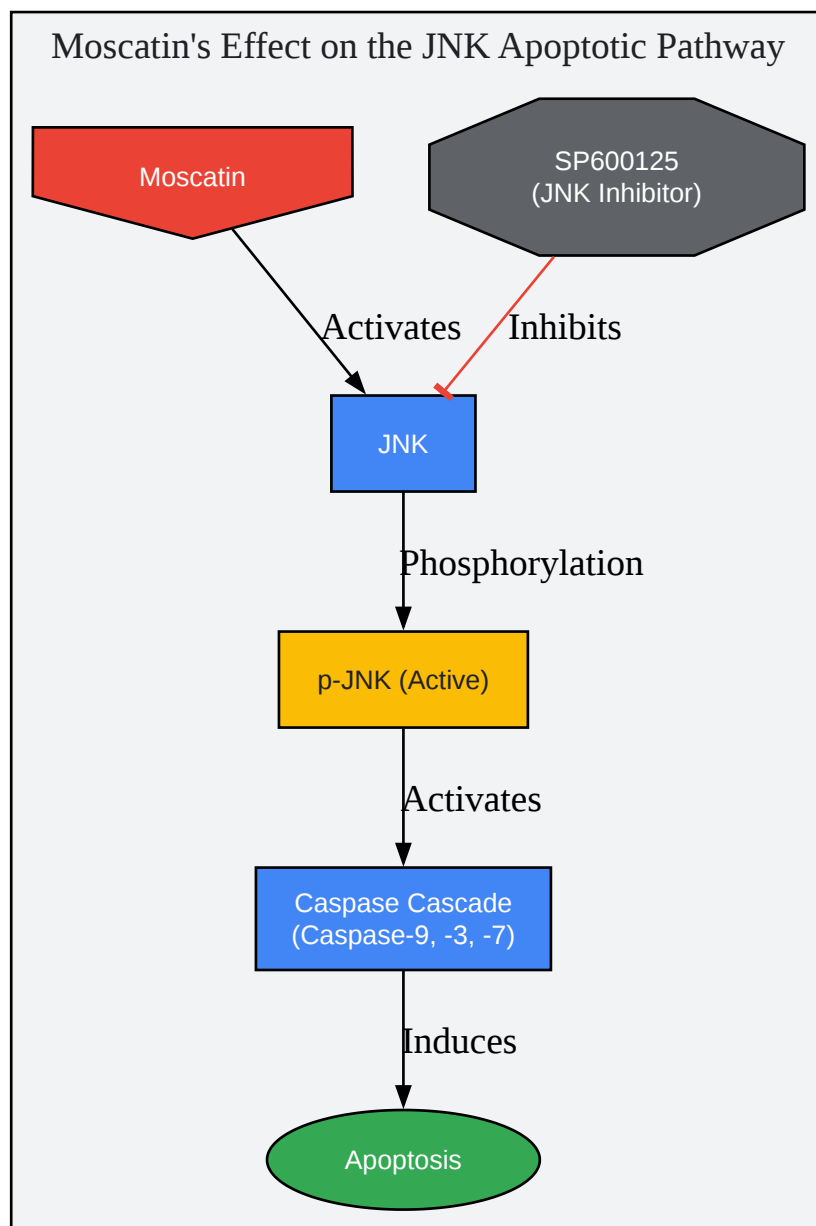 Moscatin's Effect on the JNK Apoptotic Pathway
Moscatin
SP600125
(JNK Inhibitor)
Activates
Inhibits
JNK
Phosphorylation
p-JNK (Active)
Activates
Caspase Cascade
(Caspase-9, -3, -7)
Induces
Apoptosis